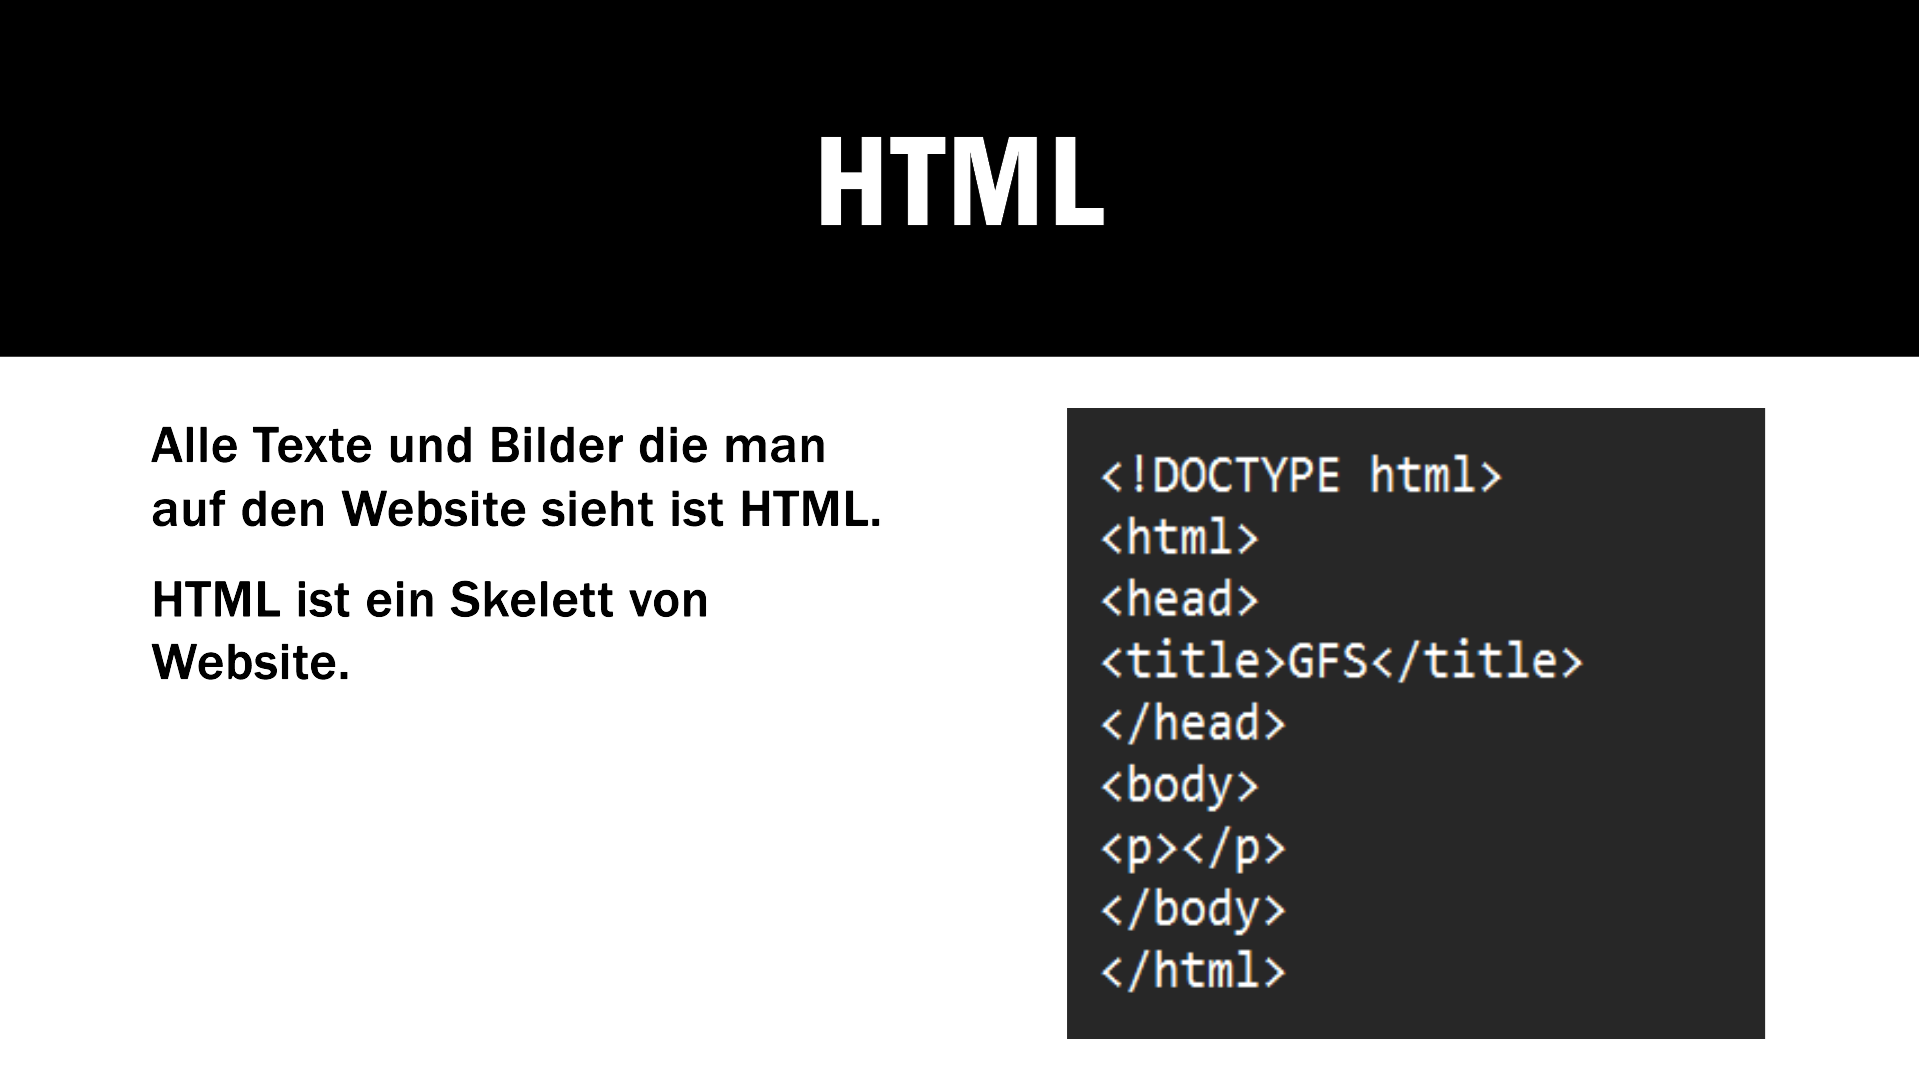 HTML
Alle Texte und Bilder die man
auf den Website sieht ist HTML.
HTML ist ein Skelett von
Website.
<!DOCTYPE html>
<html>
<head>
<title>GFS</title>
</head>
<body>
<p></p>
</body>
</html>